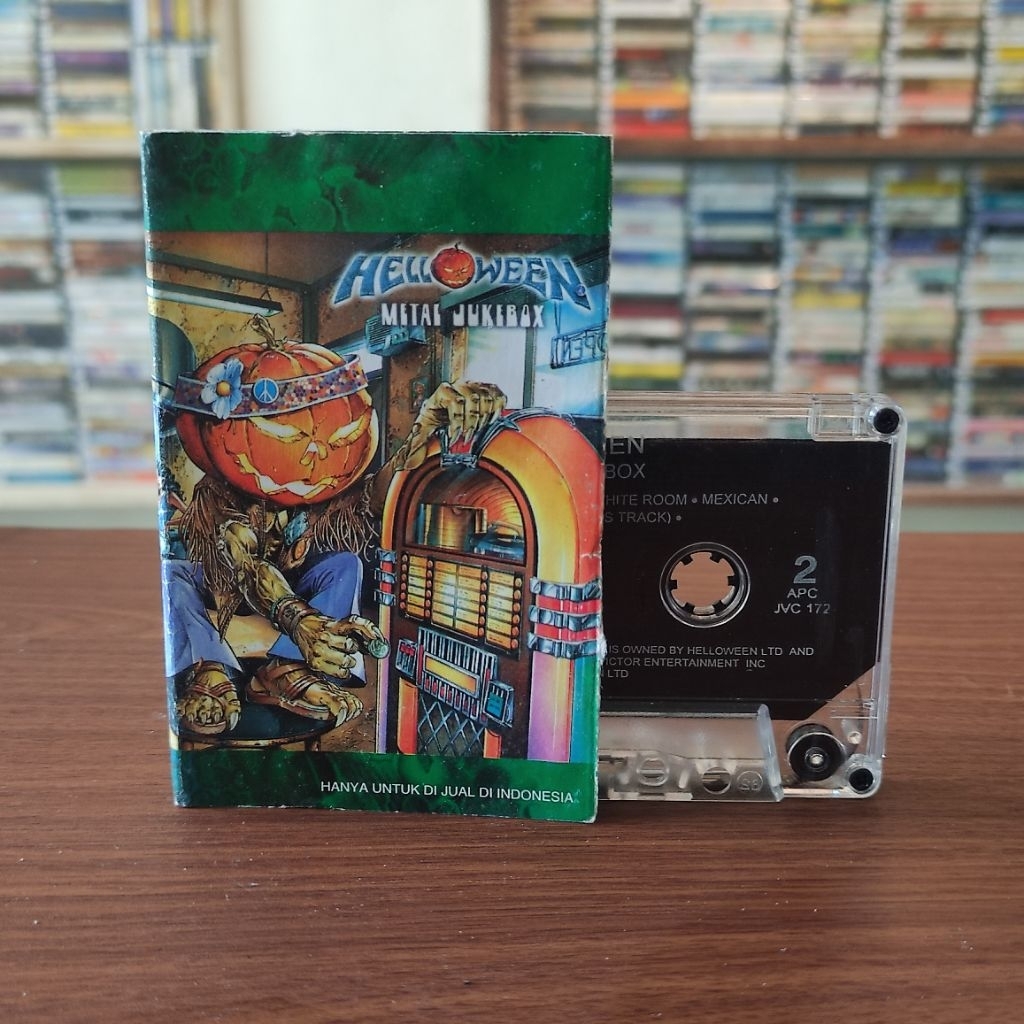 HELLOWEEN
METAL JUKEBOX
OPEN
HANYA UNTUK DI JUAL DI INDONESIA
EN
BOX
HITE ROOM • MEXICAN •
S TRACK) •
2
APC
JVC 172
IS OWNED BY HELLOWEEN LTD AND
ICTOR ENTERTAINMENT INC
N LTD